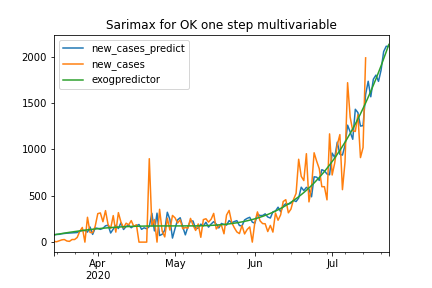 Sarimax for OK one step multivariable
new_cases_predict
new_cases
exogpredictor
2000
1500
1000
500
0
Apr
May
Jun
Jul
2020